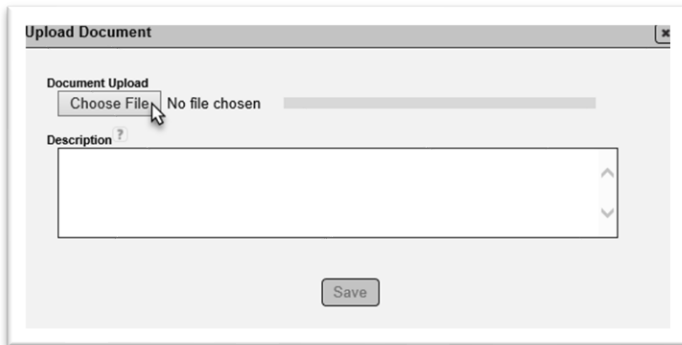 Upload Document
Document Upload
Choose File No file chosen
Description ?
Save